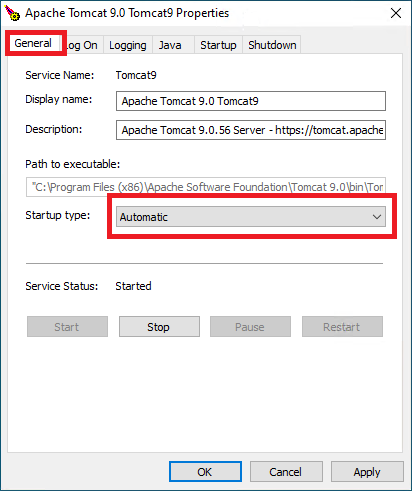 Apache Tomcat 9.0 Tomcat9 Properties
General Log On Logging Java Startup Shutdown
Service Name: Tomcat9
Display name: Apache Tomcat 9.0 Tomcat9
Description: Apache Tomcat 9.0.56 Server - https://tomcat.apache
Path to executable:
"C:\Program Files (x86)\Apache Software Foundation\Tomcat 9.0\bin\Tor
Startup type: Automatic
Service Status: Started
Start Stop Pause Restart
OK Cancel Apply